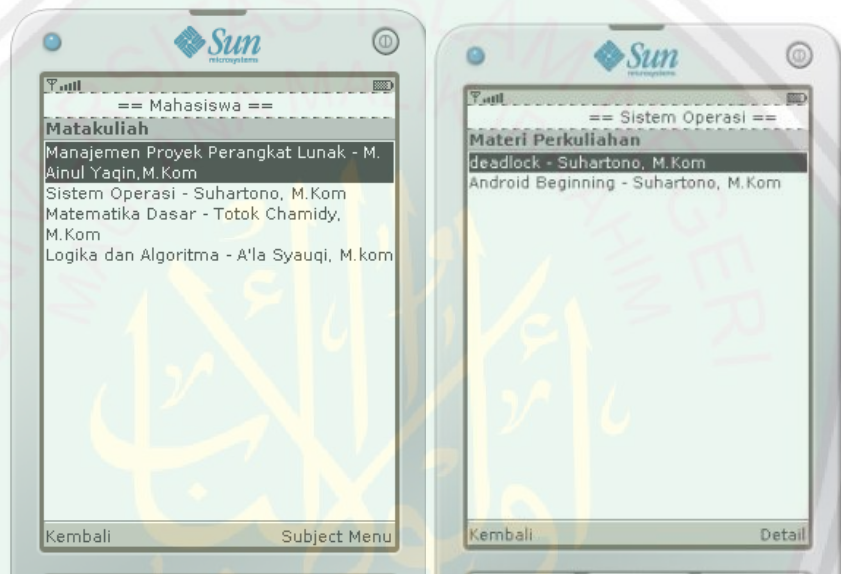 Sun
microsystems
== Mahasiswa ==
Matakuliah
Manajemen Proyek Perangkat Lunak - M.
Ainul Yaqin,M.Kom
Sistem Operasi - Suhartono, M.Kom
Matematika Dasar - Totok Chamidy,
M.Kom
Logika dan Algoritma - A'la Syauqi, M.kom
Kembali
Subject Menu
Sun
microsystems
== Sistem Operasi ==
Materi Perkuliahan
deadlock - Suhartono, M.Kom
Android Beginning - Suhartono, M.Kom
Kembali
Detail